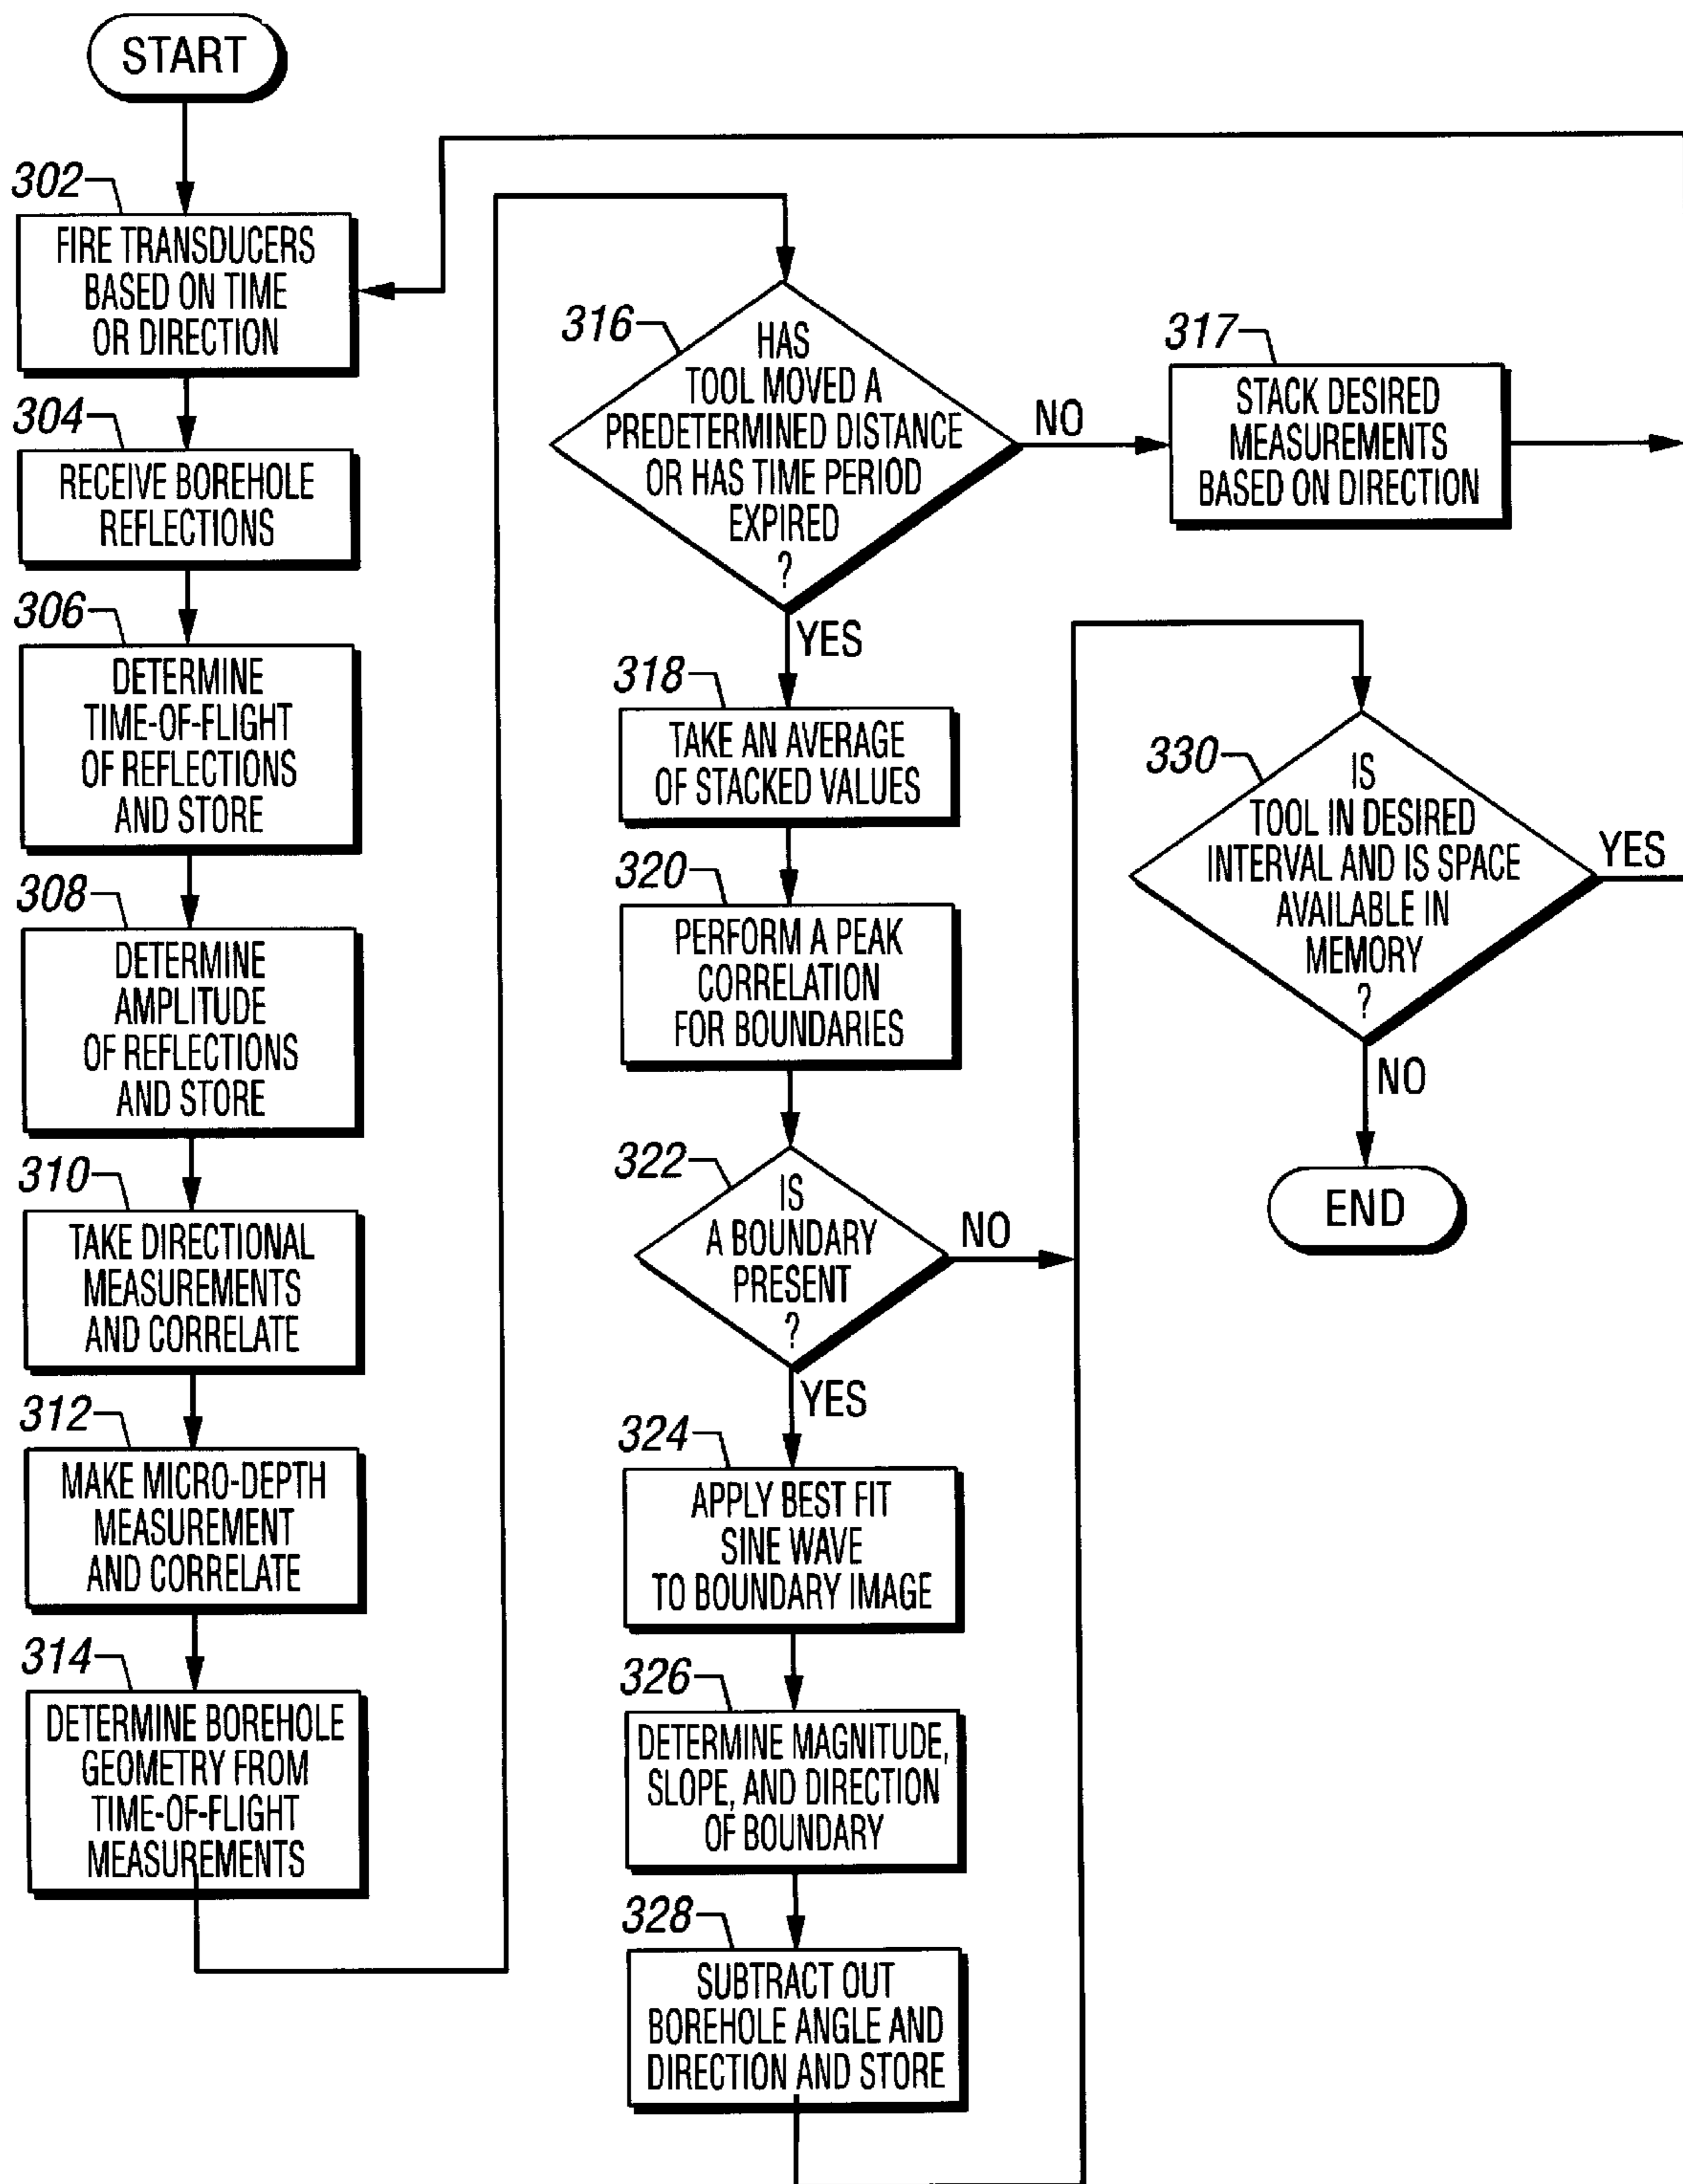 START
302
FIRE TRANSDUCERS
BASED ON TIME
OR DIRECTION
304
RECEIVE BOREHOLE
REFLECTIONS
306
DETERMINE
TIME-OF-FLIGHT
OF REFLECTIONS
AND STORE
308
DETERMINE
AMPLITUDE
OF REFLECTIONS
AND STORE
310
TAKE DIRECTIONAL
MEASUREMENTS
AND CORRELATE
312
MAKE MICRO-DEPTH
MEASUREMENT
AND CORRELATE
314
DETERMINE BOREHOLE
GEOMETRY FROM
TIME-OF-FLIGHT
MEASUREMENTS
316
HAS
TOOL MOVED A
PREDETERMINED DISTANCE
OR HAS TIME PERIOD
EXPIRED
?
NO
317
STACK DESIRED
MEASUREMENTS
BASED ON DIRECTION
YES
318
TAKE AN AVERAGE
OF STACKED VALUES
320
PERFORM A PEAK
CORRELATION
FOR BOUNDARIES
322
IS
A BOUNDARY
PRESENT
?
NO
YES
324
APPLY BEST FIT
SINE WAVE
TO BOUNDARY IMAGE
326
DETERMINE MAGNITUDE,
SLOPE, AND DIRECTION
OF BOUNDARY
328
SUBTRACT OUT
BOREHOLE ANGLE AND
DIRECTION AND STORE
330
IS
TOOL IN DESIRED
INTERVAL AND IS SPACE
AVAILABLE IN
MEMORY
?
YES
NO
END